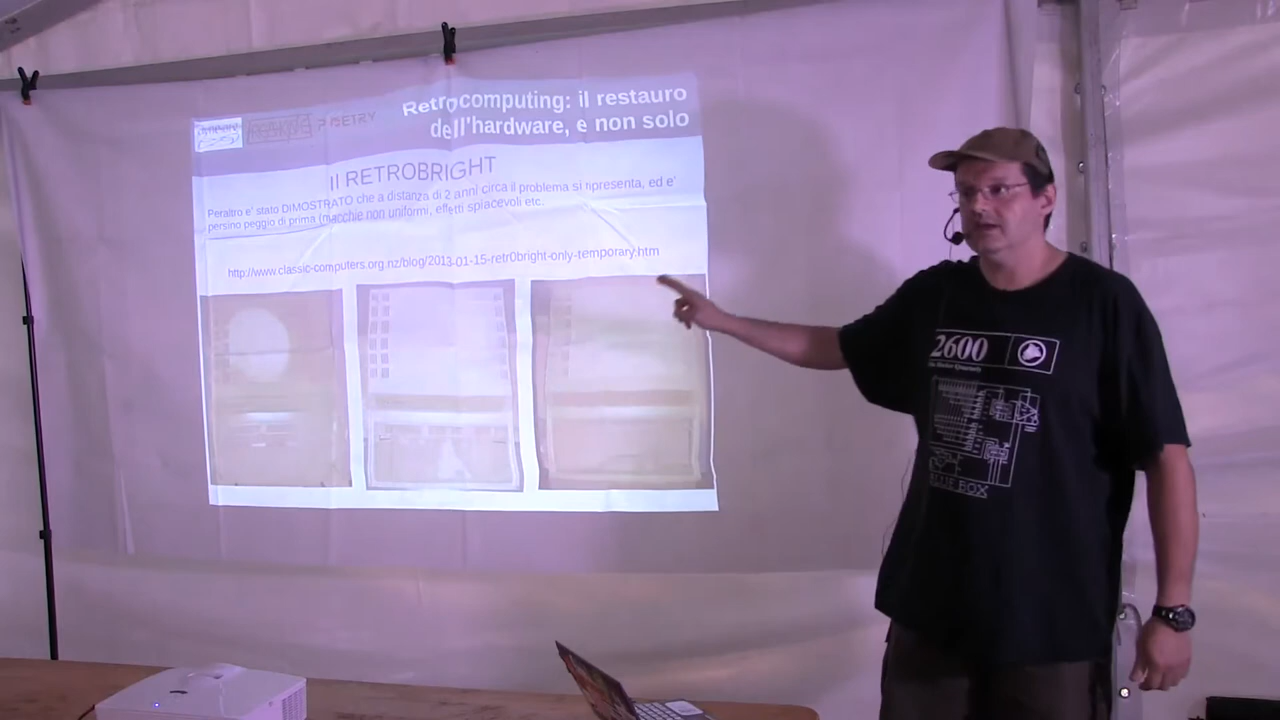 Retrocomputing: il restauro
dell'hardware, e non solo
Il RETROBRIGHT
Peraltro e' stato DIMOSTRATO che a distanza di 2 anni circa il problema si ripresenta, ed e'
persino peggio di prima (macchie non uniformi, effetti spiacevoli etc.
http://www.classic-computers.org.nz/blog/2013-01-15-retr0bright-only-temporary.htm
2600
BLUE BOX